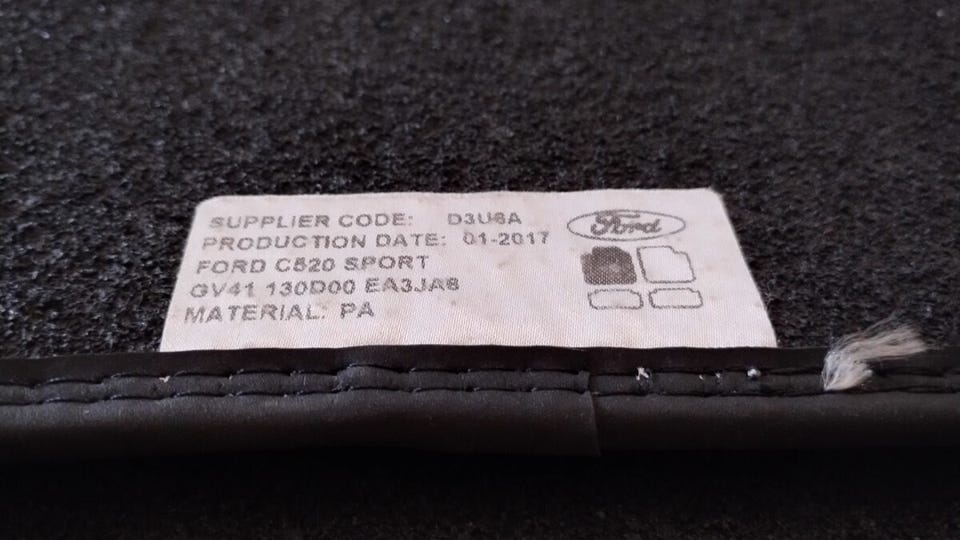 SUPPLIER CODE: D3U6A
PRODUCTION DATE: 01-2017
FORD C520 SPORT
GV41 130D00 EA3JA8
MATERIAL: PA
Ford